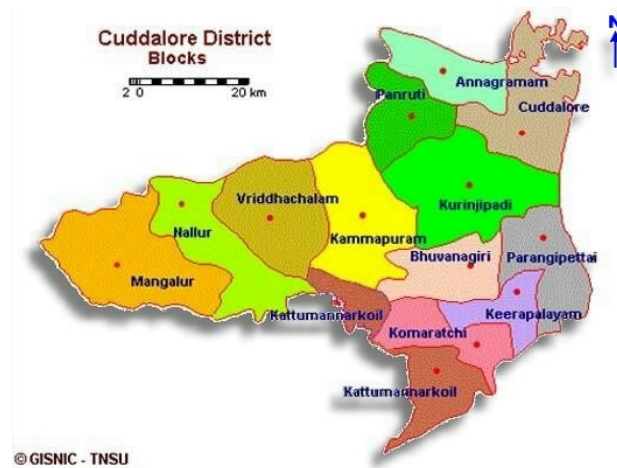 Cuddalore District
Blocks
2 0 20 km
N
Annagramam
Panruti
Cuddalore
Vriddhachalam
Kurinjipadi
Nallur
Kammapuram
Bhuvanagiri
Parangipettai
Mangalur
Kattumannarkoil
Komaratchi
Keerapalayam
Kattumannarkoil
© GISNIC - TNSU